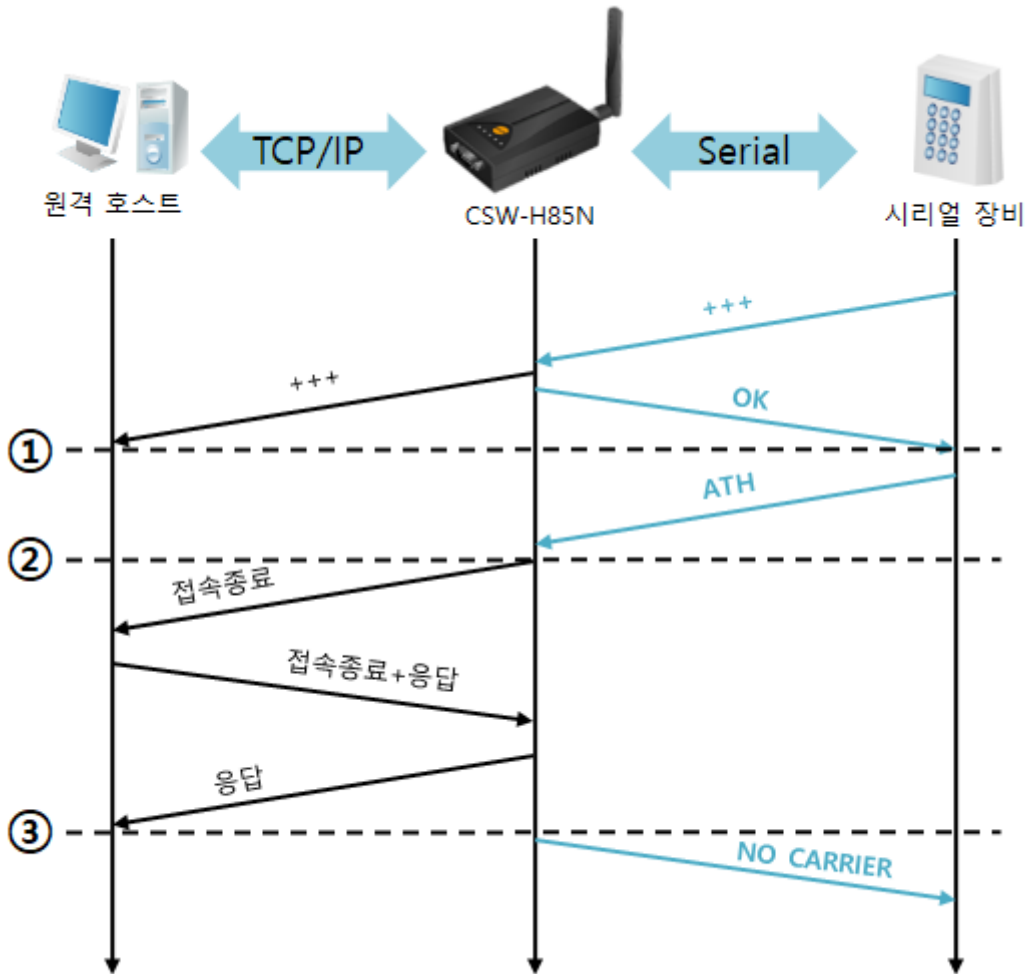 TCP/IP
Serial
원격 호스트
CSW-H85N
시리얼 장비
+++
+++
OK
①
ATH
②
접속종료
접속종료+응답
응답
③
NO CARRIER